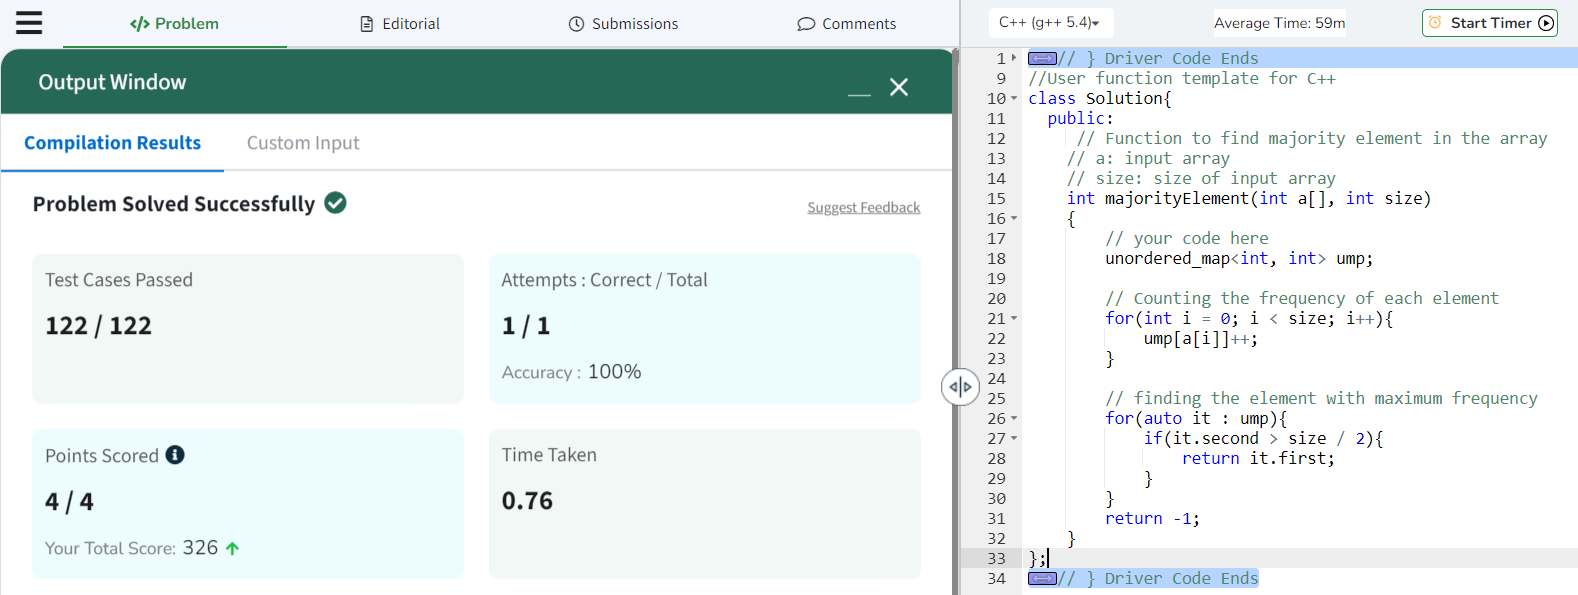 </> Problem
Editorial
Submissions
Comments
Output Window
Compilation Results
Custom Input
Problem Solved Successfully
Suggest Feedback
Test Cases Passed
122 / 122
Attempts : Correct / Total
1 / 1
Accuracy : 100%
Points Scored
4 / 4
Your Total Score: 326
Time Taken
0.76
C++ (g++ 5.4)
Average Time: 59m
Start Timer
1 // } Driver Code Ends
9 //User function template for C++
10 class Solution{
11   public:
12      // Function to find majority element in the array
13     // a: input array
14     // size: size of input array
15     int majorityElement(int a[], int size)
16     {
17         // your code here
18         unordered_map<int, int> ump;
19
20         // Counting the frequency of each element
21         for(int i = 0; i < size; i++){
22             ump[a[i]]++;
23         }
24
25         // finding the element with maximum frequency
26         for(auto it : ump){
27             if(it.second > size / 2){
28                 return it.first;
29             }
30         }
31         return -1;
32     }
33 };
34 // } Driver Code Ends